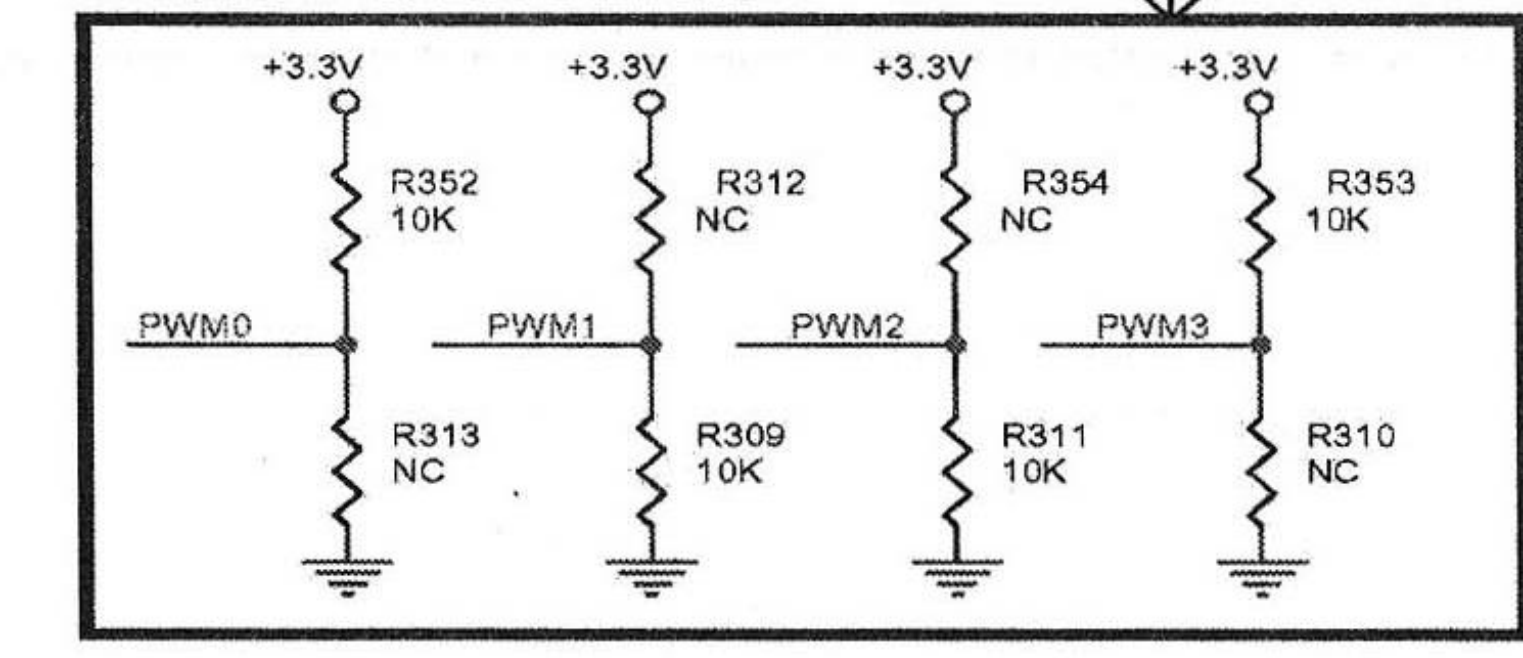 +3.3V +3.3V +3.3V +3.3V
R352 R312 R354 R353
10K NC NC 10K
PWM0 PWM1 PWM2 PWM3
R313 R309 R311 R310
NC 10K 10K NC